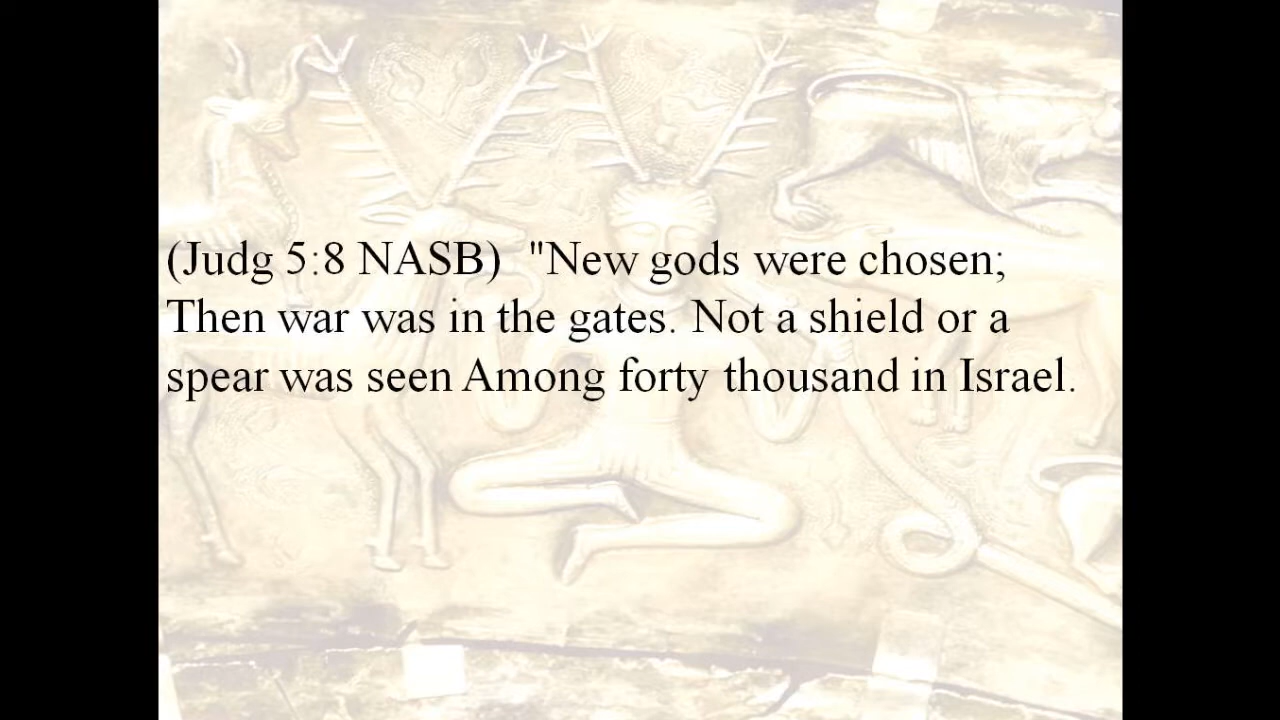 (Judg 5:8 NASB)  "New gods were chosen;
Then war was in the gates. Not a shield or a
spear was seen Among forty thousand in Israel.